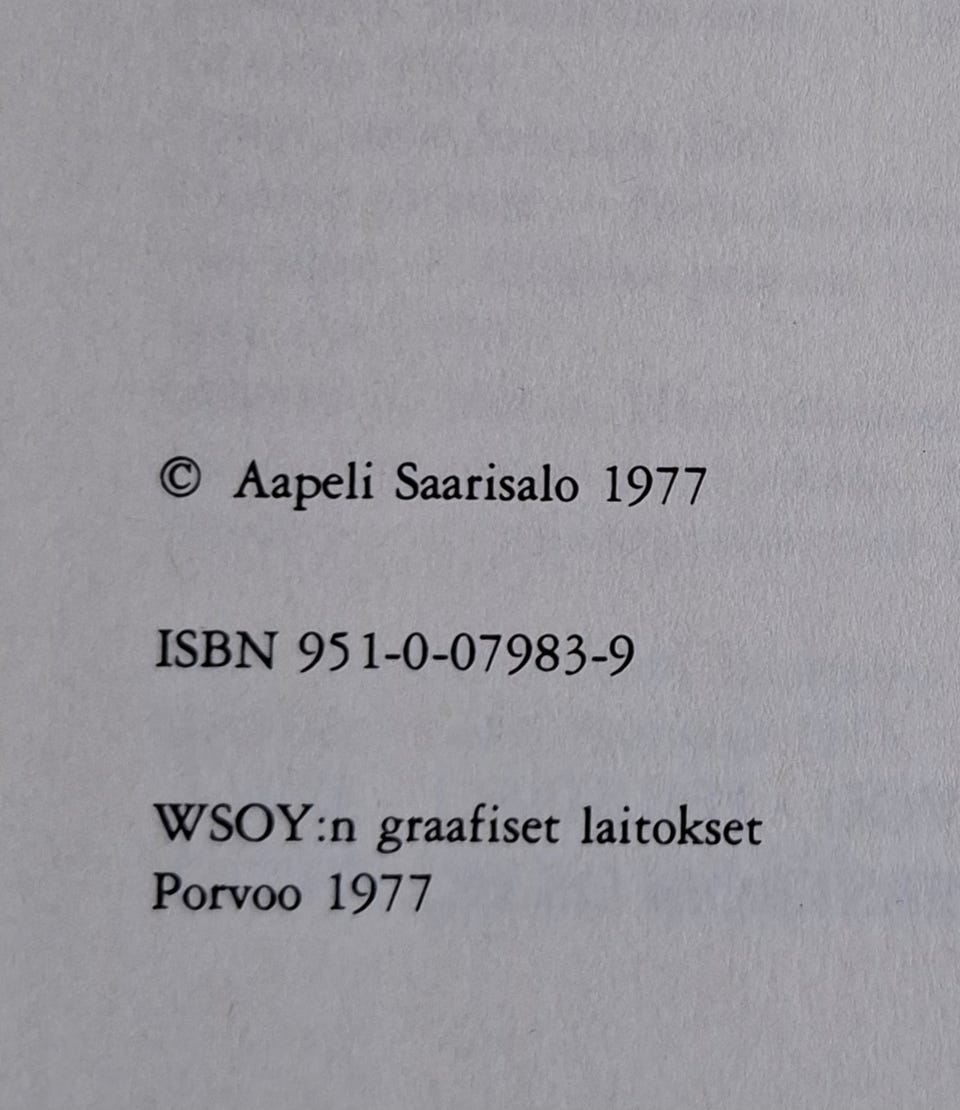 © Aapeli Saarisalo 1977
ISBN 951-0-07983-9
WSOY:n graafiset laitokset
Porvoo 1977